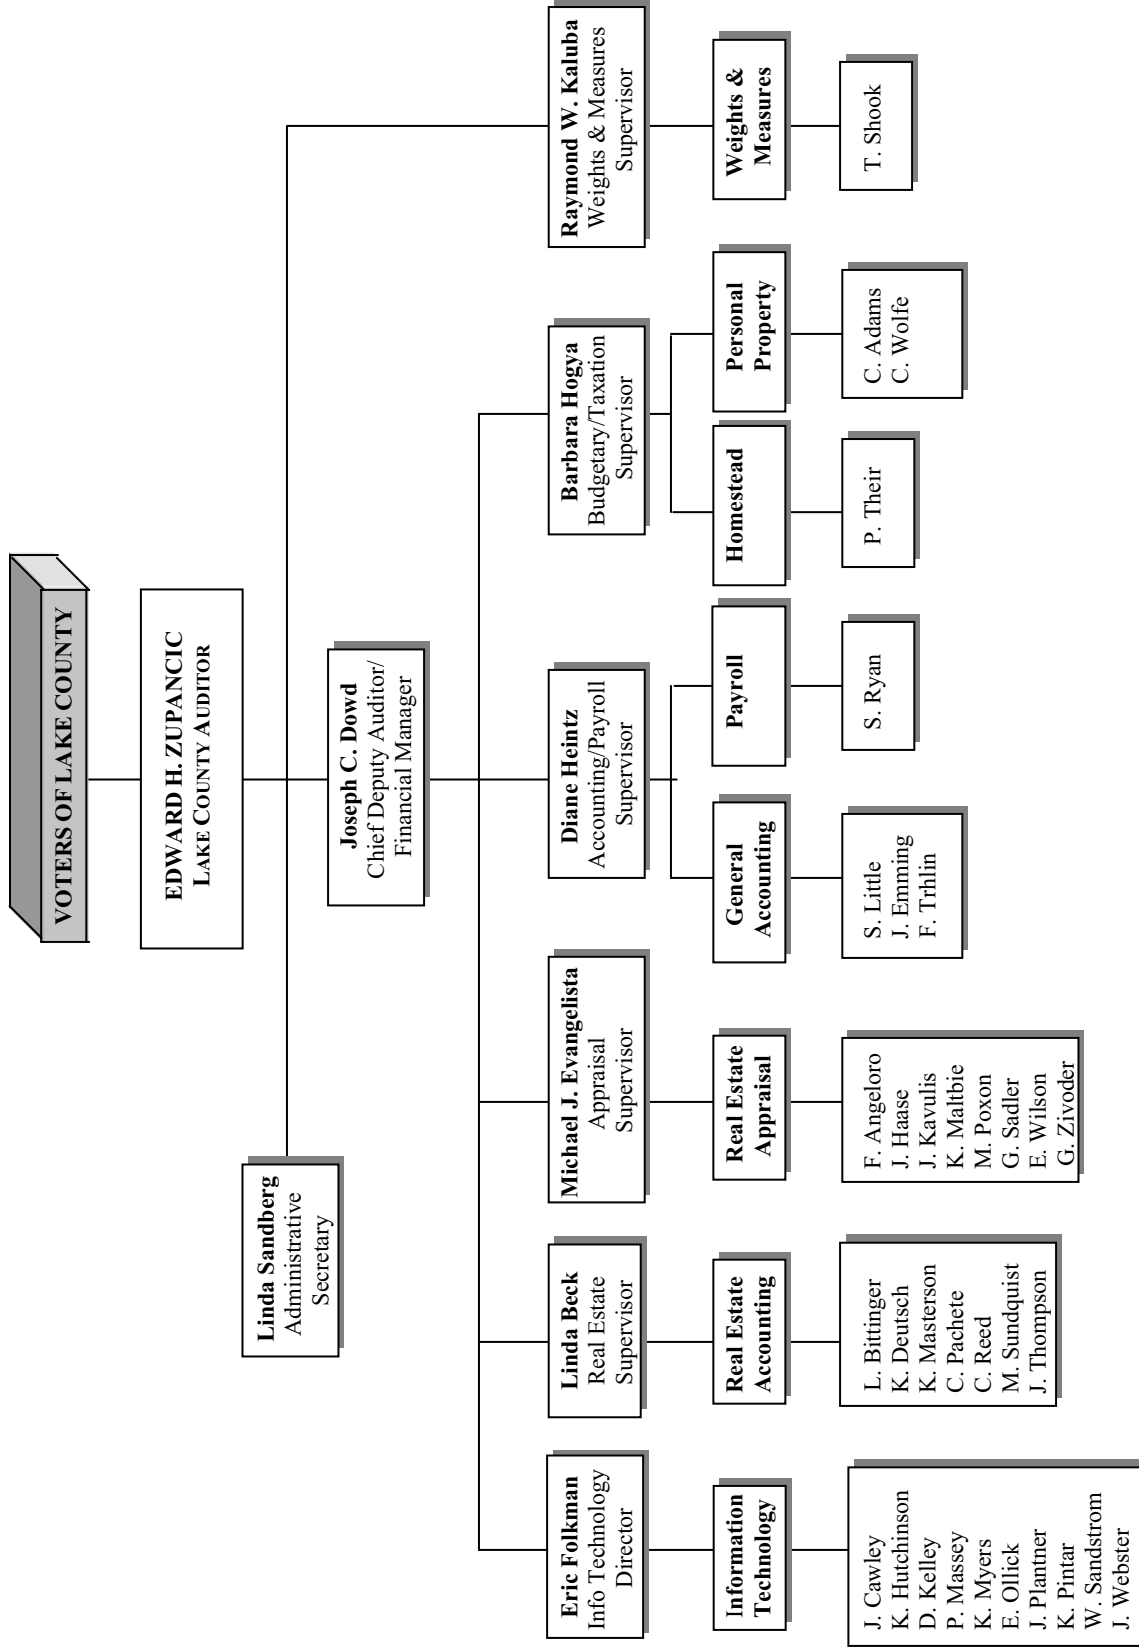 VOTERS OF LAKE COUNTY
EDWARD H. ZUPANCIC
LAKE COUNTY AUDITOR
Linda Sandberg
Administrative
Secretary
Joseph C. Dowd
Chief Deputy Auditor/
Financial Manager
Eric Folkman
Info Technology
Director
Linda Beck
Real Estate
Supervisor
Michael J. Evangelista
Appraisal
Supervisor
Diane Heintz
Accounting/Payroll
Supervisor
Barbara Hogya
Budgetary/Taxation
Supervisor
Raymond W. Kaluba
Weights & Measures
Supervisor
Information
Technology
Real Estate
Accounting
Real Estate
Appraisal
General
Accounting
Payroll
Homestead
Personal
Property
Weights &
Measures
J. Cawley
K. Hutchinson
D. Kelley
P. Massey
K. Myers
E. Ollick
J. Plantner
K. Pintar
W. Sandstrom
J. Webster
L. Bittinger
K. Deutsch
K. Masterson
C. Pachete
C. Reed
M. Sundquist
J. Thompson
F. Angeloro
J. Haase
J. Kavulis
K. Maltbie
M. Poxon
G. Sadler
E. Wilson
G. Zivoder
S. Little
J. Emming
F. Trhlin
S. Ryan
P. Their
C. Adams
C. Wolfe
T. Shook